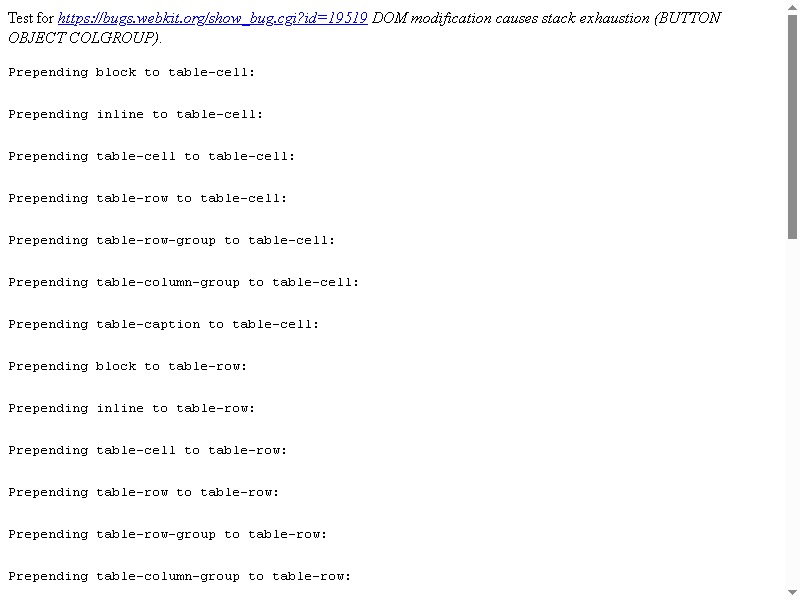 Test for https://bugs.webkit.org/show_bug.cgi?id=19519 DOM modification causes stack exhaustion (BUTTON
OBJECT COLGROUP).
Prepending block to table-cell:
Prepending inline to table-cell:
Prepending table-cell to table-cell:
Prepending table-row to table-cell:
Prepending table-row-group to table-cell:
Prepending table-column-group to table-cell:
Prepending table-caption to table-cell:
Prepending block to table-row:
Prepending inline to table-row:
Prepending table-cell to table-row:
Prepending table-row to table-row:
Prepending table-row-group to table-row:
Prepending table-column-group to table-row: